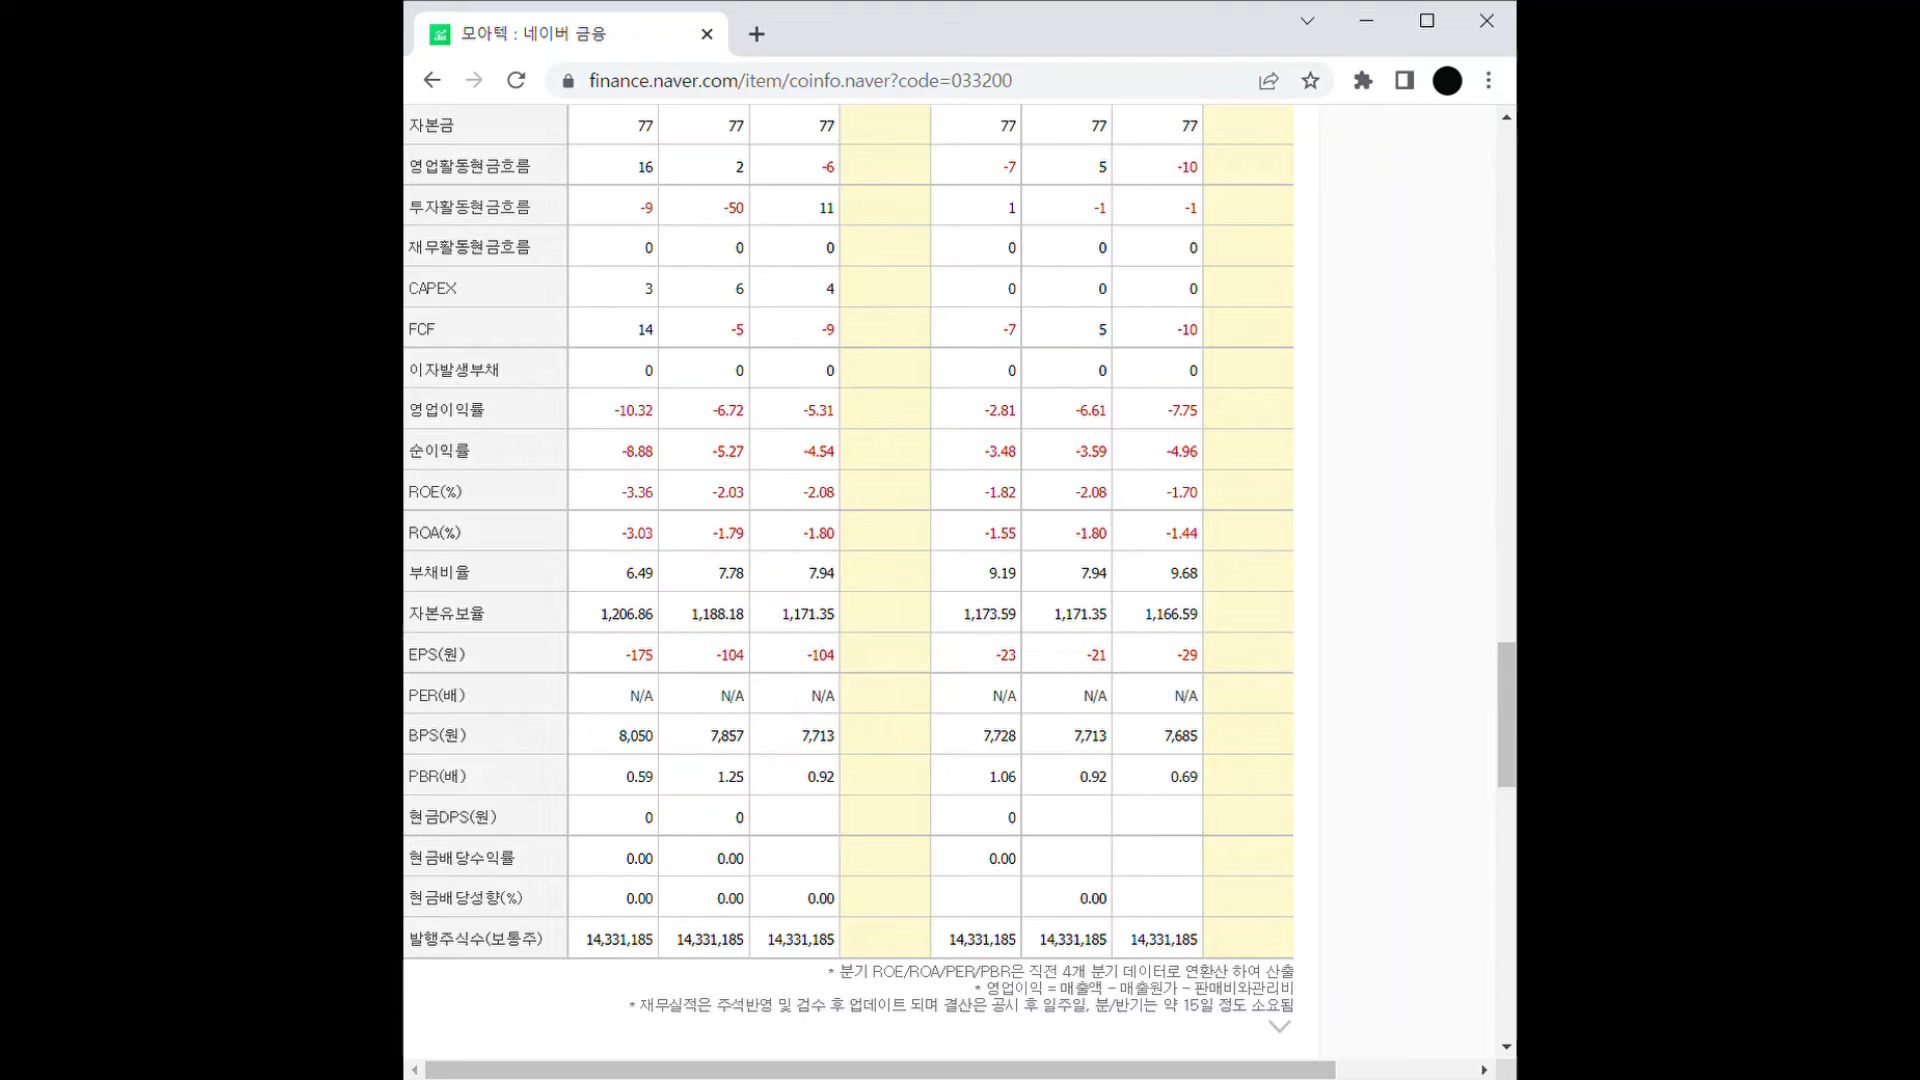 모아텍 : 네이버 금융
finance.naver.com/item/coinfo.naver?code=033200
자본금 77 77 77 77 77 77
영업활동현금흐름 16 2 -6 -7 5 -10
투자활동현금흐름 -9 -50 11 1 -1 -1
재무활동현금흐름 0 0 0 0 0 0
CAPEX 3 6 4 0 0 0
FCF 14 -5 -9 -7 5 -10
이자발생부채 0 0 0 0 0 0
영업이익률 -10.32 -6.72 -5.31 -2.81 -6.61 -7.75
순이익률 -8.88 -5.27 -4.54 -3.48 -3.59 -4.96
ROE(%) -3.36 -2.03 -2.08 -1.82 -2.08 -1.70
ROA(%) -3.03 -1.79 -1.80 -1.55 -1.80 -1.44
부채비율 6.49 7.78 7.94 9.19 7.94 9.68
자본유보율 1,206.86 1,188.18 1,171.35 1,173.59 1,171.35 1,166.59
EPS(원) -175 -104 -104 -23 -21 -29
PER(배) N/A N/A N/A N/A N/A N/A
BPS(원) 8,050 7,857 7,713 7,728 7,713 7,685
PBR(배) 0.59 1.25 0.92 1.06 0.92 0.69
현금DPS(원) 0 0 0
현금배당수익률 0.00 0.00 0.00
현금배당성향(%) 0.00 0.00 0.00 0.00
발행주식수(보통주) 14,331,185 14,331,185 14,331,185 14,331,185 14,331,185 14,331,185
* 분기 ROE/ROA/PER/PBR은 직전 4개 분기 데이터로 연환산 하여 산출
* 영업이익 = 매출액 - 매출원가 - 판매비와관리비
* 재무실적은 주석반영 및 검수 후 업데이트 되며 결산은 공시 후 일주일, 분/반기는 약 15일 정도 소요됨